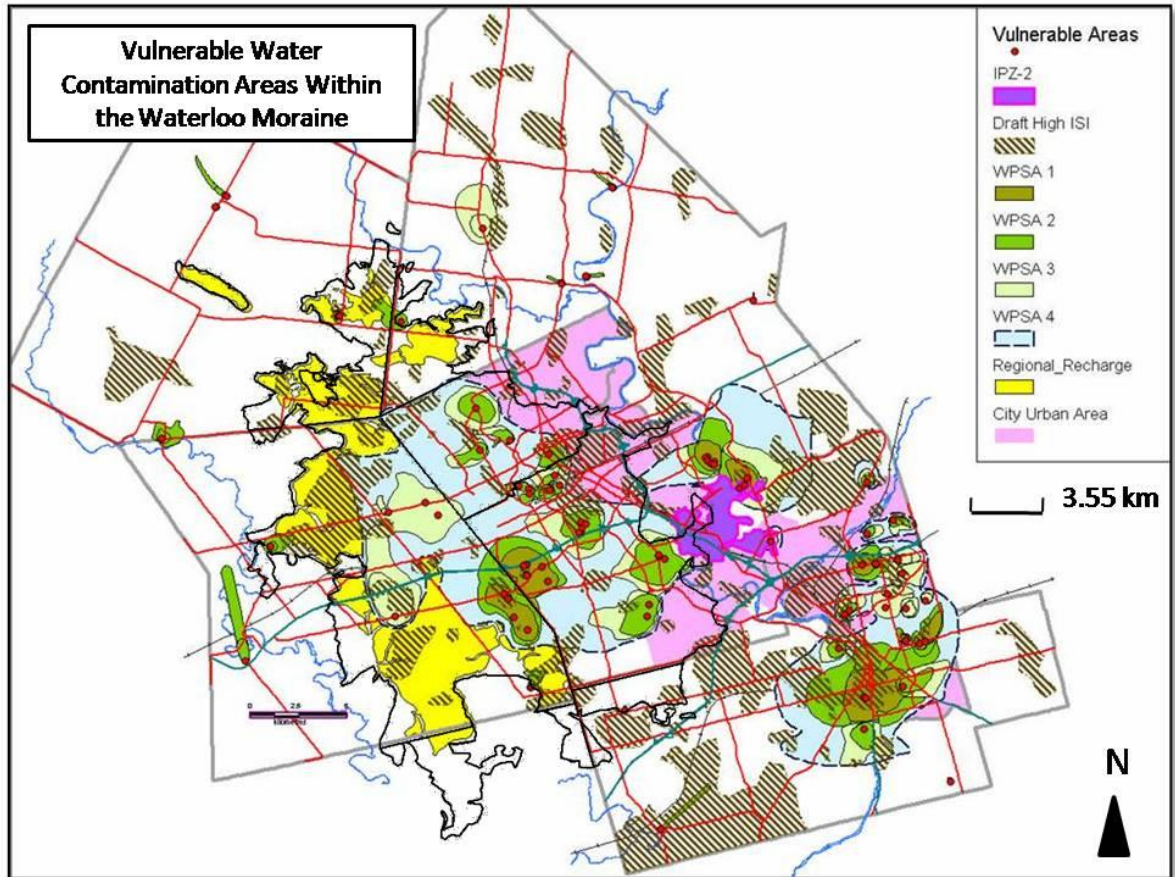 Vulnerable Water
Contamination Areas Within
the Waterloo Moraine
Vulnerable Areas
IPZ-2
Draft High ISI
WPSA 1
WPSA 2
WPSA 3
WPSA 4
Regional_Recharge
City Urban Area
3.55 km
N